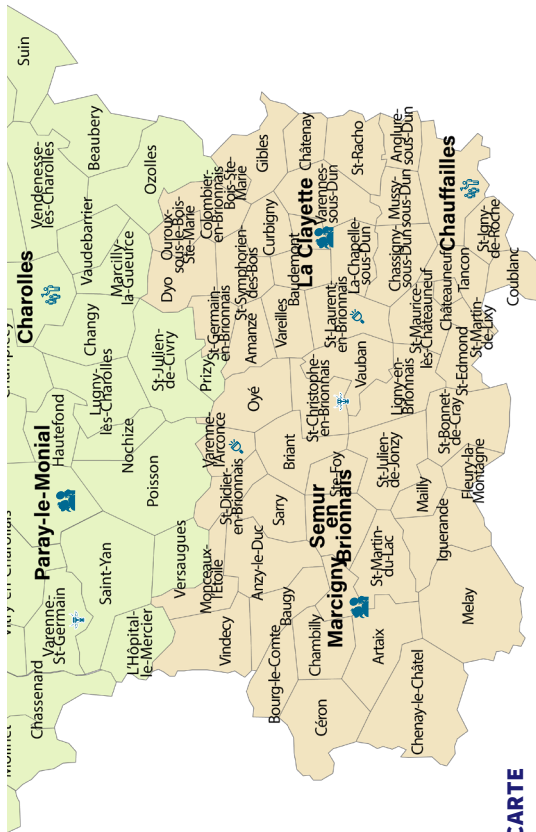 Suin
Chassenard
Varenne-
St-Germain
Paray-le-Monial
Hautefond
Charolles
Vendenesse-
lès-Charolles
Beaubery
L'Hôpital-
le-Mercier
Saint-Yan
Nochize
Lugny-
lès-Charolles
Changy
Vaudebarrier
Marcilly-
la-Gueurce
Ozolles
Versaugues
Poisson
St-Julien-
de-Civry
Dyo
Ouroux-
sous-le-Bois-
Ste-Marie
Vindecy
Monceaux-
l'Etoile
Varenne-
l'Arconce
Prizy
St-Germain-
en-Brionnais
Colombier-
en-Brionnais
Bois-Ste-
Marie
St-Didier-
en-Brionnais
Anzy-le-Duc
Oyé
Amanzé
St-Symphorien-
des-Bois
Gibles
Bourg-le-Comte
Baugy
Sarry
Briant
Vareilles
Baudemont
Curbigny
La Clayette
Châtenay
Varennes-
sous-Dun
Céron
Chambilly
Marcigny
Semur
en
Brionnais
Ste-Foy
St-Christophe-
en-Brionnais
St-Laurent-
en-Brionnais
La-Chapelle-
sous-Dun
St-Racho
Artaix
St-Martin-
du-Lac
St-Julien-
de-Jonzy
Vauban
Ligny-en-
Brionnais
Chassigny-
sous-Dun
Mussy-
sous-Dun
Anglure-
sous-Dun
Chenay-le-Châtel
Mailly
Iguerande
St-Bonnet-
de-Cray
St-Maurice-
lès-Châteauneuf
Châteauneuf
Chauffailles
Melay
Fleury-la-
Montagne
St-Edmond
St-Martin-
de-Lixy
Tancon
St-Igny-
de-Roche
Coublanc
CARTE